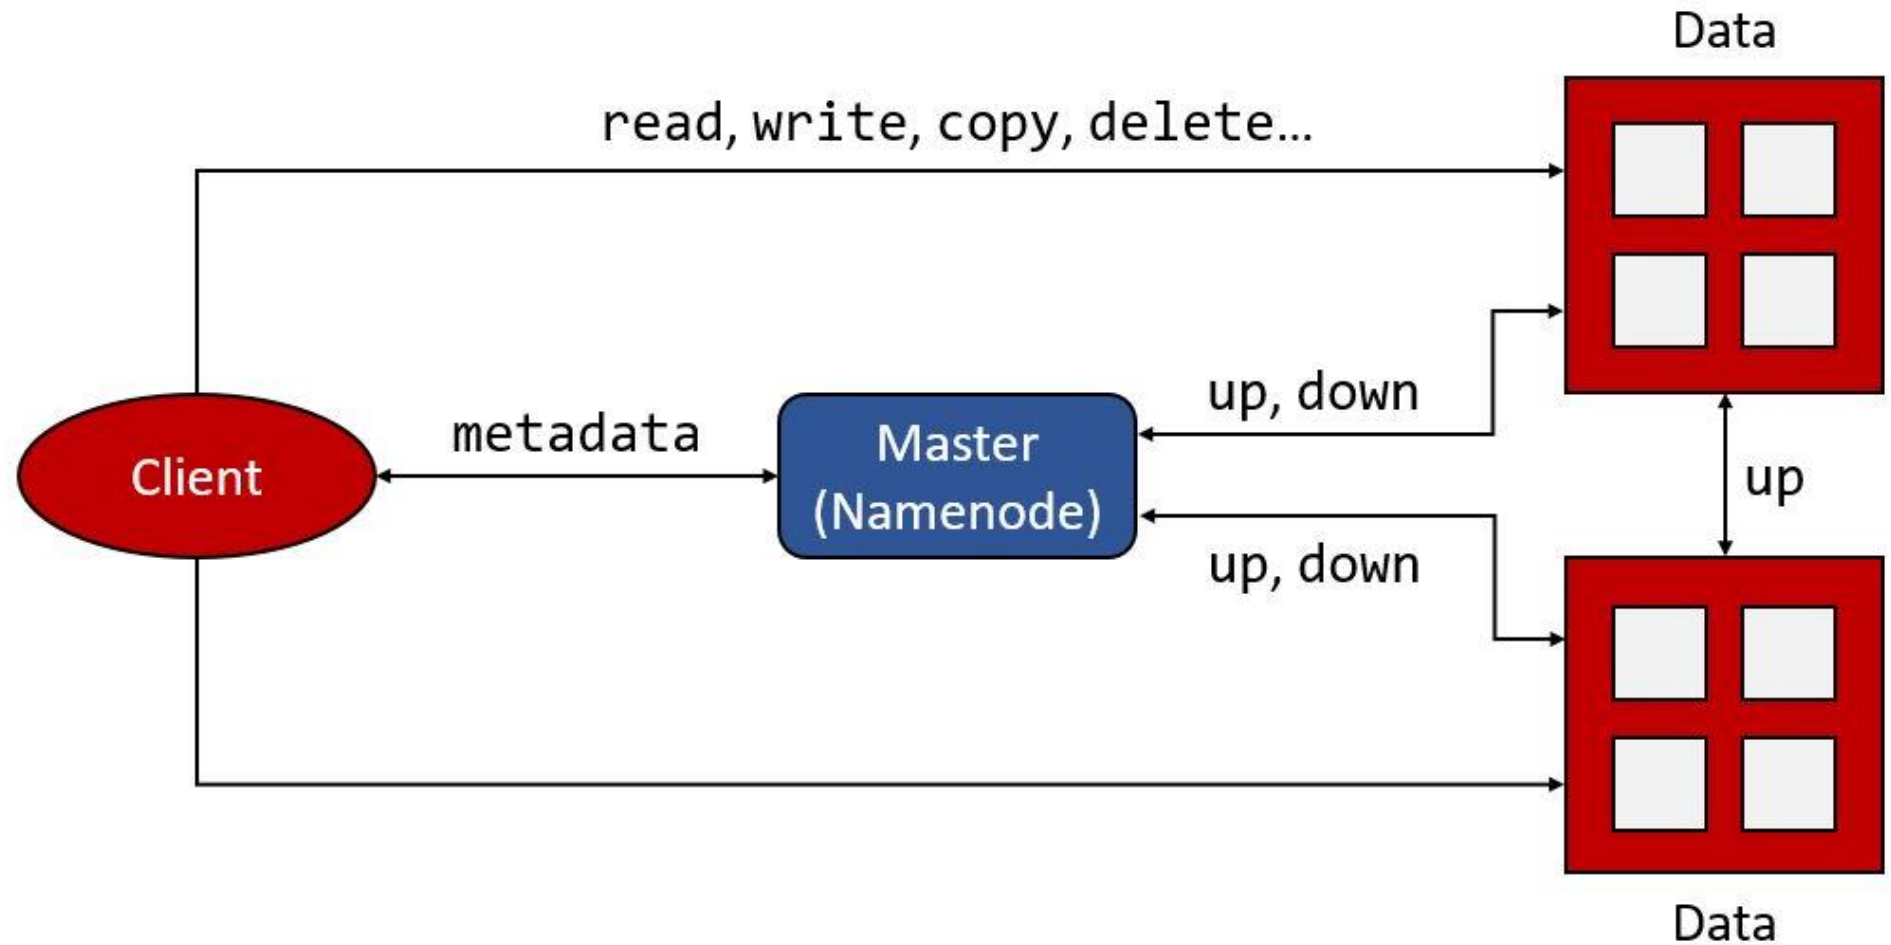 Data
read, write, copy, delete…
up, down
metadata
Master
(Namenode)
Client
up
up, down
Data